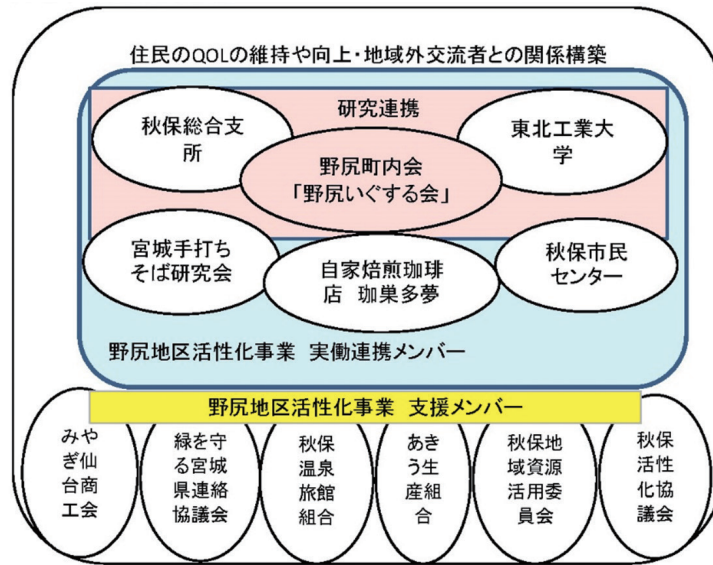 住民のQOLの維持や向上・地域外交流者との関係構築
研究連携
秋保総合支
所
東北工業大
学
野尻町内会
「野尻いぐする会」
宮城手打ち
そば研究会
自家焙煎珈琲
店 珈巣多夢
秋保市民
センター
野尻地区活性化事業 実働連携メンバー
野尻地区活性化事業 支援メンバー
みや
ぎ仙
台商
工会
緑を守
る宮城
県連絡
協議会
秋保
温泉
旅館
組合
あき
う生
産組
合
秋保地
域資源
活用委
員会
秋保
活性
化協
議会